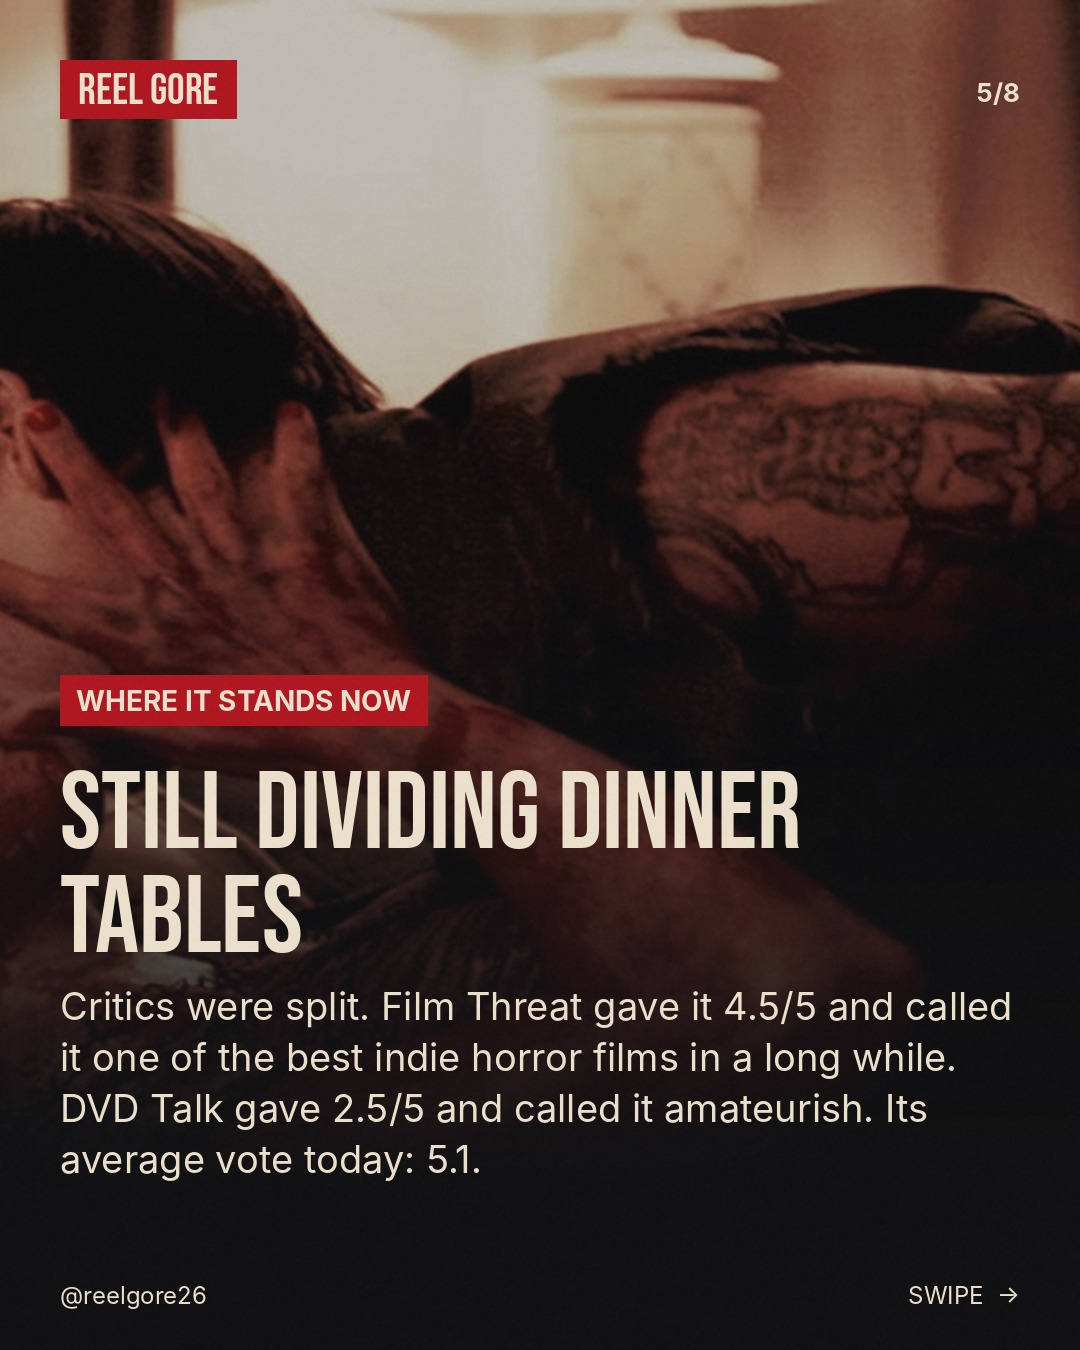 REEL GORE
5/8
WHERE IT STANDS NOW
STILL DIVIDING DINNER
TABLES
Critics were split. Film Threat gave it 4.5/5 and called
it one of the best indie horror films in a long while.
DVD Talk gave 2.5/5 and called it amateurish. Its
average vote today: 5.1.
@reelgore26
SWIPE →